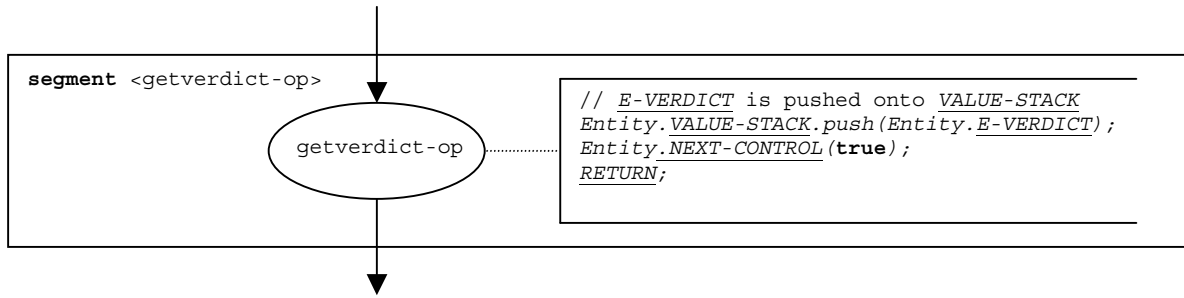 segment <getverdict-op>
getverdict-op
// E-VERDICT is pushed onto VALUE-STACK
Entity.VALUE-STACK.push(Entity.E-VERDICT);
Entity.NEXT-CONTROL(true);
RETURN;